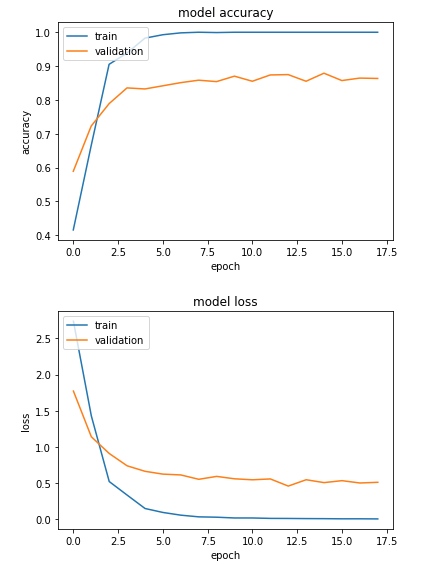 model accuracy
train
validation
1.0
0.9
0.8
0.7
0.6
0.5
0.4
accuracy
0.0 2.5 5.0 7.5 10.0 12.5 15.0 17.5
epoch
model loss
train
validation
2.5
2.0
1.5
1.0
0.5
0.0
loss
0.0 2.5 5.0 7.5 10.0 12.5 15.0 17.5
epoch